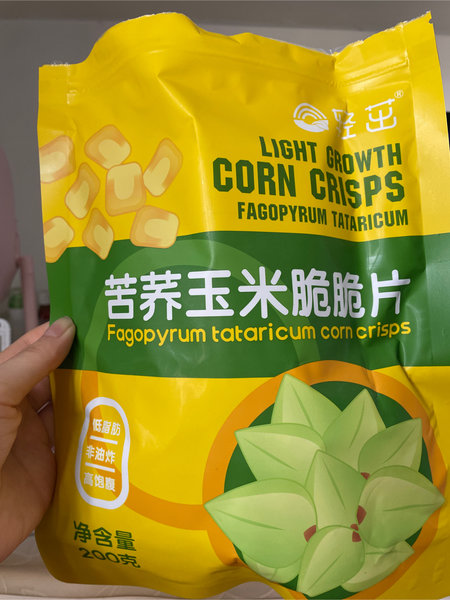 轻茁®
LIGHT GROWTH
CORN CRISPS
FAGOPYRUM TATARICUM
苦荞玉米脆脆片
Fagopyrum tataricum corn crisps
低脂肪
非油炸
高饱腹
净含量
200克